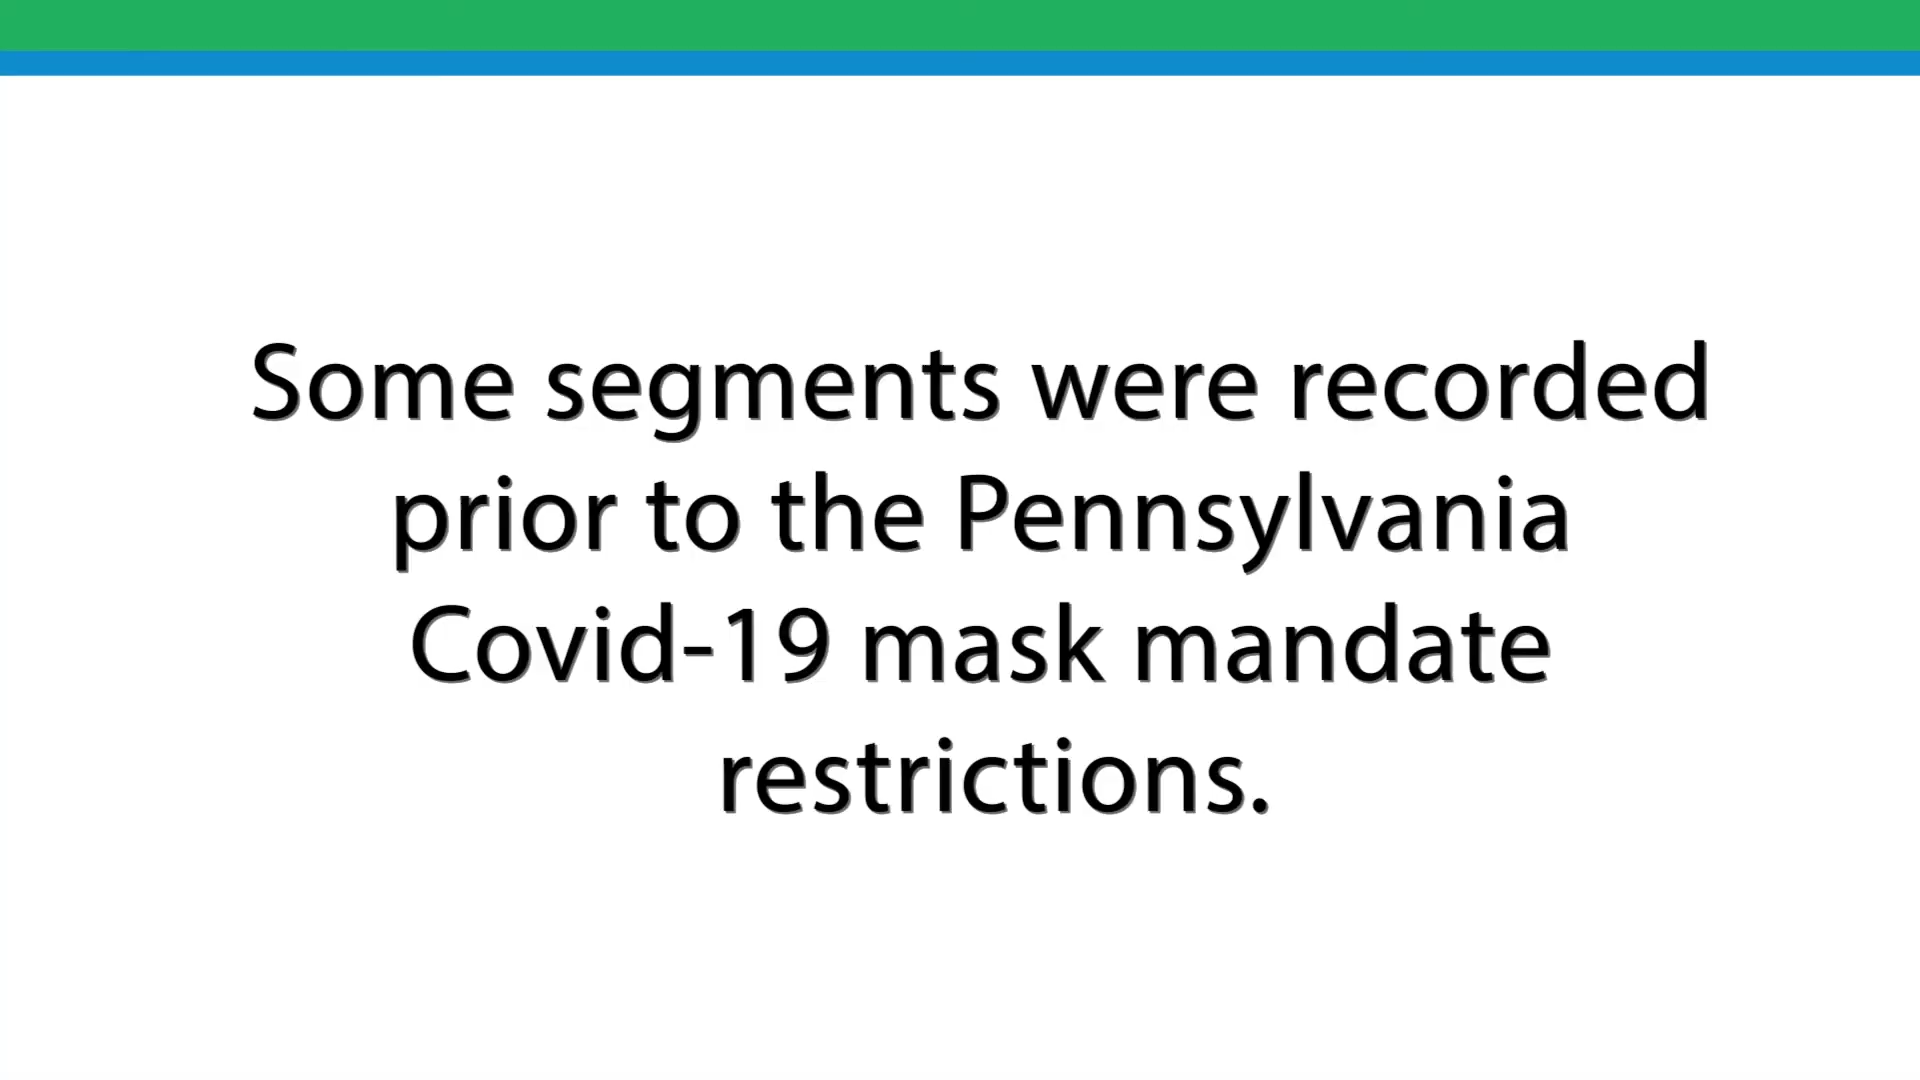 Some segments were recorded
prior to the Pennsylvania
Covid-19 mask mandate
restrictions.